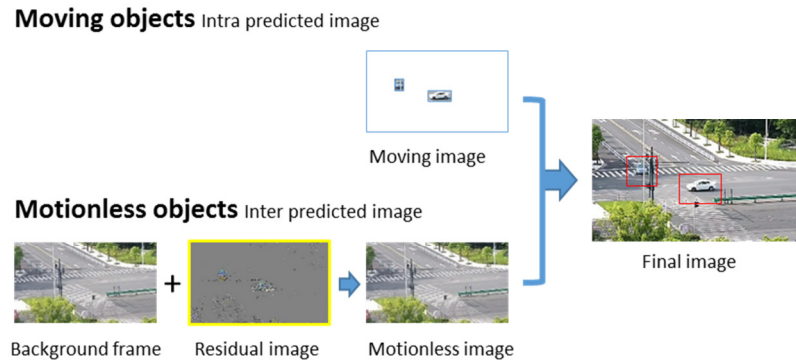 Moving objects Intra predicted image
Moving image
Motionless objects Inter predicted image
+
Background frame
Residual image
Motionless image
Final image